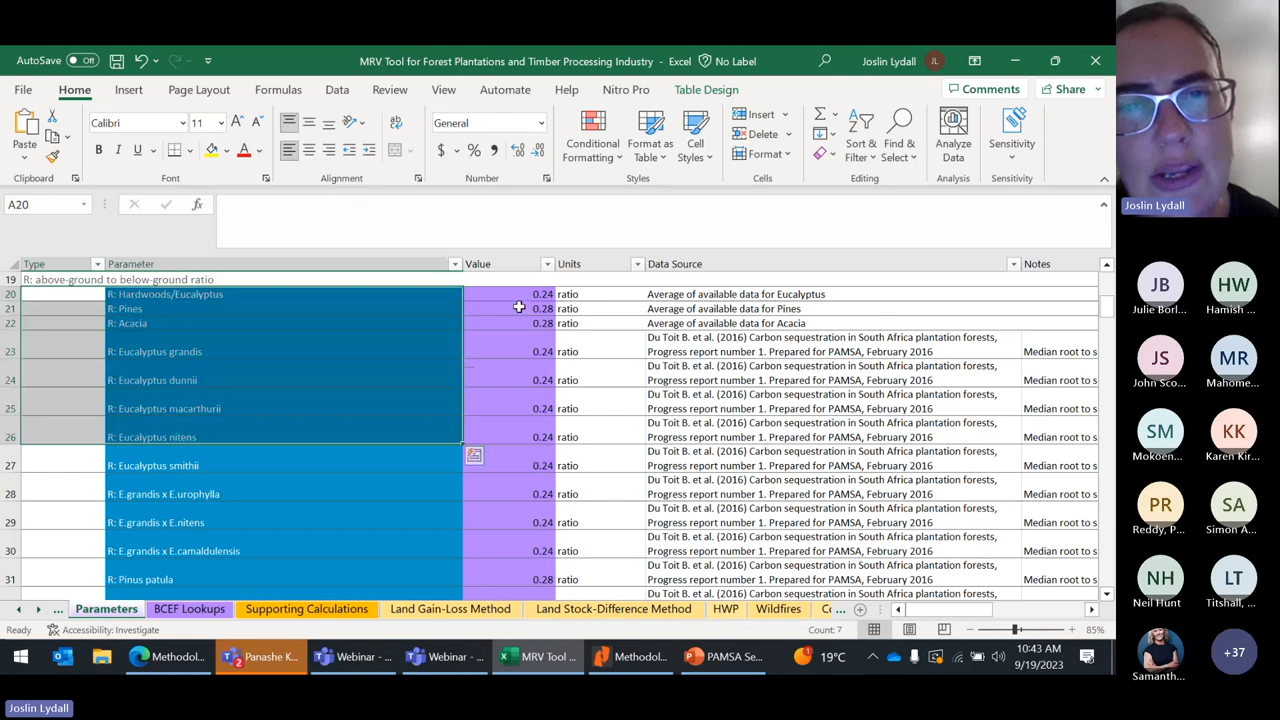 AutoSave Off
MRV Tool for Forest Plantations and Timber Processing Industry - Excel
No Label
Joslin Lydall
JL
File Home Insert Page Layout Formulas Data Review View Automate Help Nitro Pro Table Design
Comments
Share
Paste
Calibri 11
General
Conditional Formatting
Format as Table
Cell Styles
Insert
Delete
Format
Sort & Filter
Find & Select
Analyze Data
Sensitivity
Clipboard Font Alignment Number Styles Cells Editing Analysis Sensitivity
A20
Type Parameter Value Units Data Source Notes
19 R: above-ground to below-ground ratio
20 R: Hardwoods/Eucalyptus 0.24 ratio Average of available data for Eucalyptus
21 R: Pines 0.28 ratio Average of available data for Pines
22 R: Acacia 0.28 ratio Average of available data for Acacia
Du Toit B. et al. (2016) Carbon sequestration in South Africa plantation forests,
23 R: Eucalyptus grandis 0.24 ratio Progress report number 1. Prepared for PAMSA, February 2016 Median root to s
Du Toit B. et al. (2016) Carbon sequestration in South Africa plantation forests,
24 R: Eucalyptus dunnii 0.24 ratio Progress report number 1. Prepared for PAMSA, February 2016 Median root to s
Du Toit B. et al. (2016) Carbon sequestration in South Africa plantation forests,
25 R: Eucalyptus macarthurii 0.24 ratio Progress report number 1. Prepared for PAMSA, February 2016 Median root to s
Du Toit B. et al. (2016) Carbon sequestration in South Africa plantation forests,
26 R: Eucalyptus nitens 0.24 ratio Progress report number 1. Prepared for PAMSA, February 2016 Median root to s
Du Toit B. et al. (2016) Carbon sequestration in South Africa plantation forests,
27 R: Eucalyptus smithii 0.24 ratio Progress report number 1. Prepared for PAMSA, February 2016 Median root to s
Du Toit B. et al. (2016) Carbon sequestration in South Africa plantation forests,
28 R: E.grandis x E.urophylla 0.24 ratio Progress report number 1. Prepared for PAMSA, February 2016 Median root to s
Du Toit B. et al. (2016) Carbon sequestration in South Africa plantation forests,
29 R: E.grandis x E.nitens 0.24 ratio Progress report number 1. Prepared for PAMSA, February 2016 Median root to s
Du Toit B. et al. (2016) Carbon sequestration in South Africa plantation forests,
30 R: E.grandis x E.camaldulensis 0.24 ratio Progress report number 1. Prepared for PAMSA, February 2016 Median root to s
Du Toit B. et al. (2016) Carbon sequestration in South Africa plantation forests,
31 R: Pinus patula 0.28 ratio Progress report number 1. Prepared for PAMSA, February 2016 Median root to s
Du Toit B. et al. (2016) Carbon sequestration in South Africa plantation forests,
... Parameters BCEF Lookups Supporting Calculations Land Gain-Loss Method Land Stock-Difference Method HWP Wildfires Co ...
Ready Accessibility: Investigate Count: 7 85%
Methodol... Panashe K... Webinar - ... Webinar - ... MRV Tool ... Methodol... PAMSA Se... 1 19°C
2
10:43 AM
9/19/2023
Joslin Lydall
Joslin Lydall
JB HW
Julie Borl... Hamish ...
JS MR
John Sco... Mahome...
SM KK
Mokoen... Karen Kir...
PR SA
Reddy, P... Simon A...
NH LT
Neil Hunt Titshall, ...
+37
Samanth...